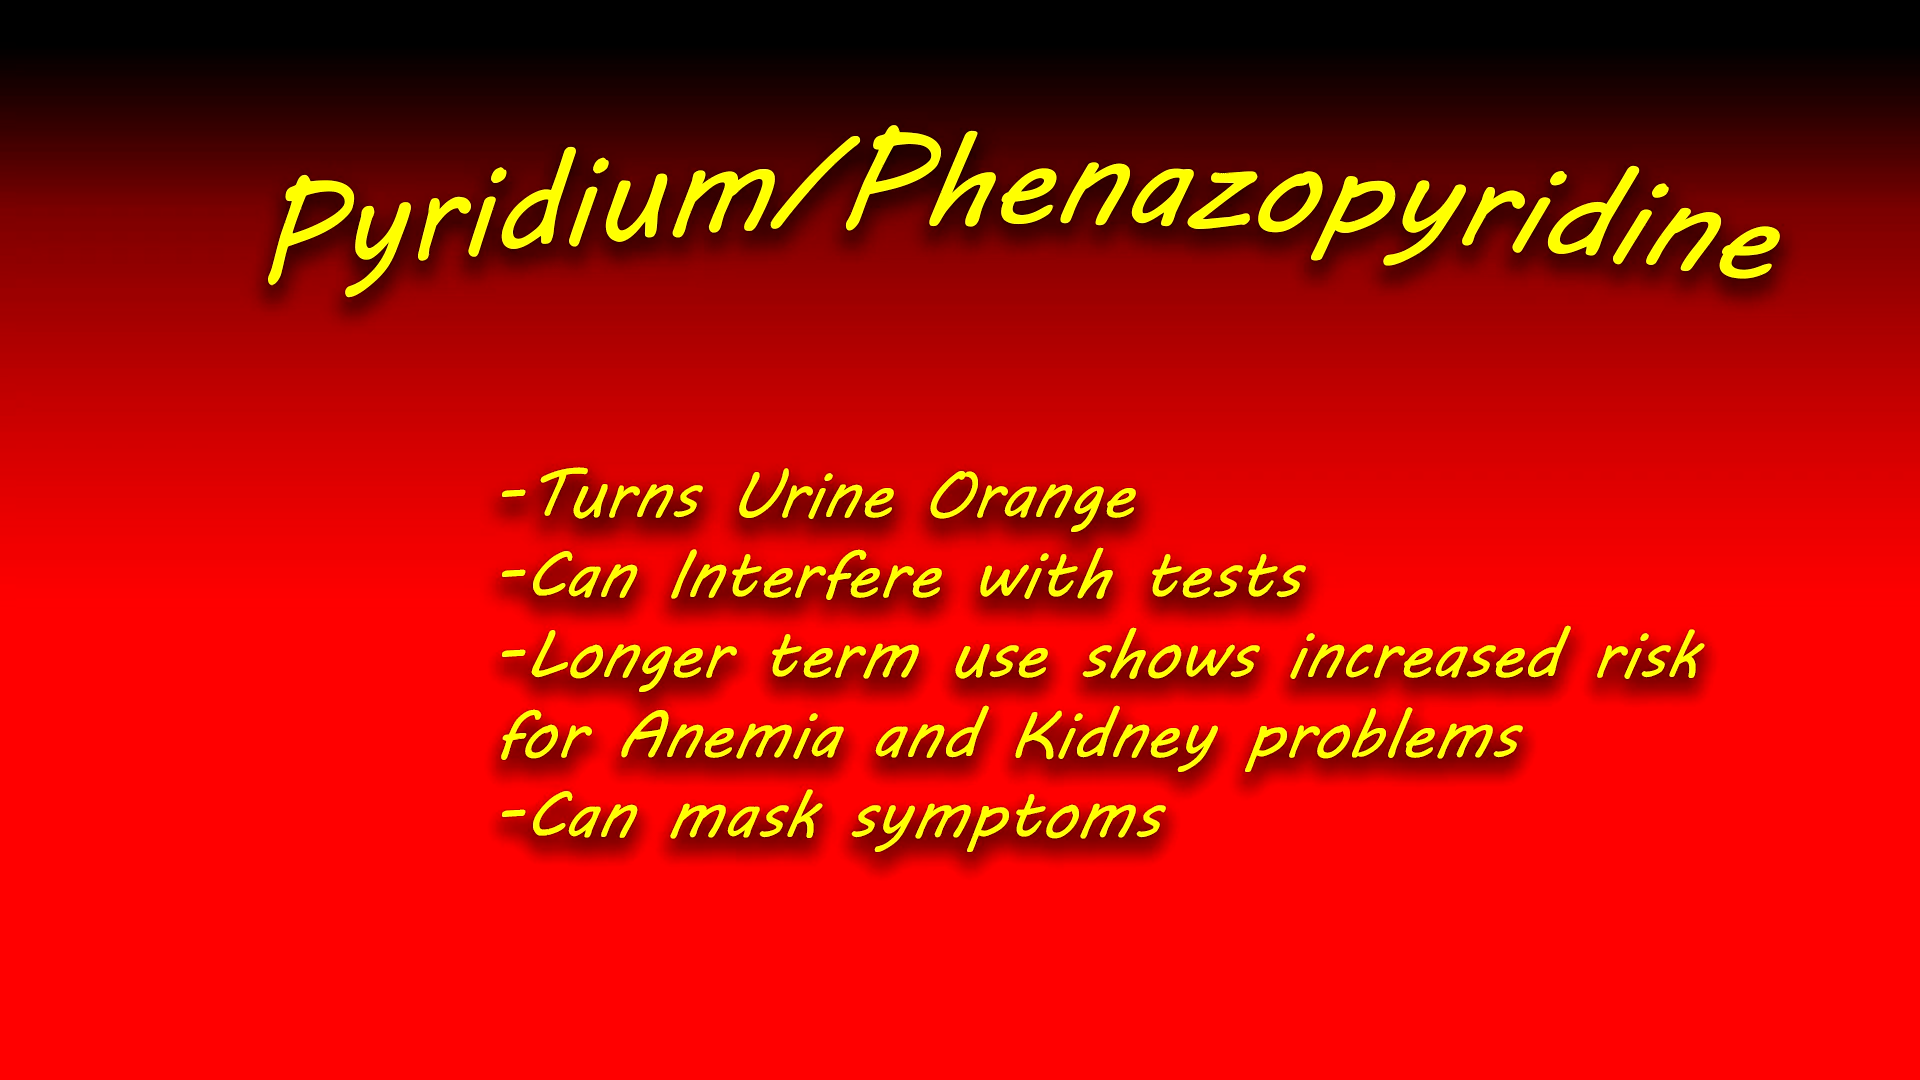 Pyridium/Phenazopyridine
-Turns Urine Orange
-Can Interfere with tests
-Longer term use shows increased risk
for Anemia and Kidney problems
-Can mask symptoms